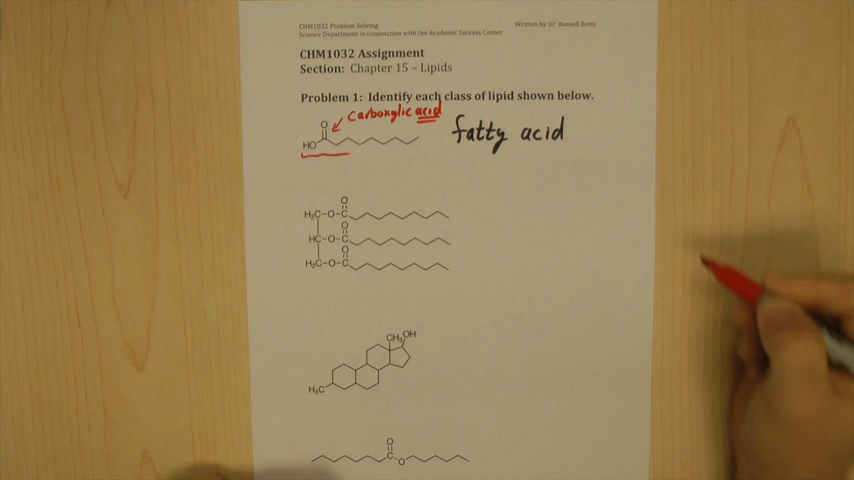 CHM1032 Problem Solving
Written by Dr. Russell Betts
Science Department in conjunction with the Academic Success Center
CHM1032 Assignment
Section: Chapter 15 – Lipids
Problem 1: Identify each class of lipid shown below.
carboxglic acid
fatty acid
O
HO
O
H₂C-O-C
O
HC-O-C
O
H₂C-O-C
CH₃ OH
H₃C
O
C
O